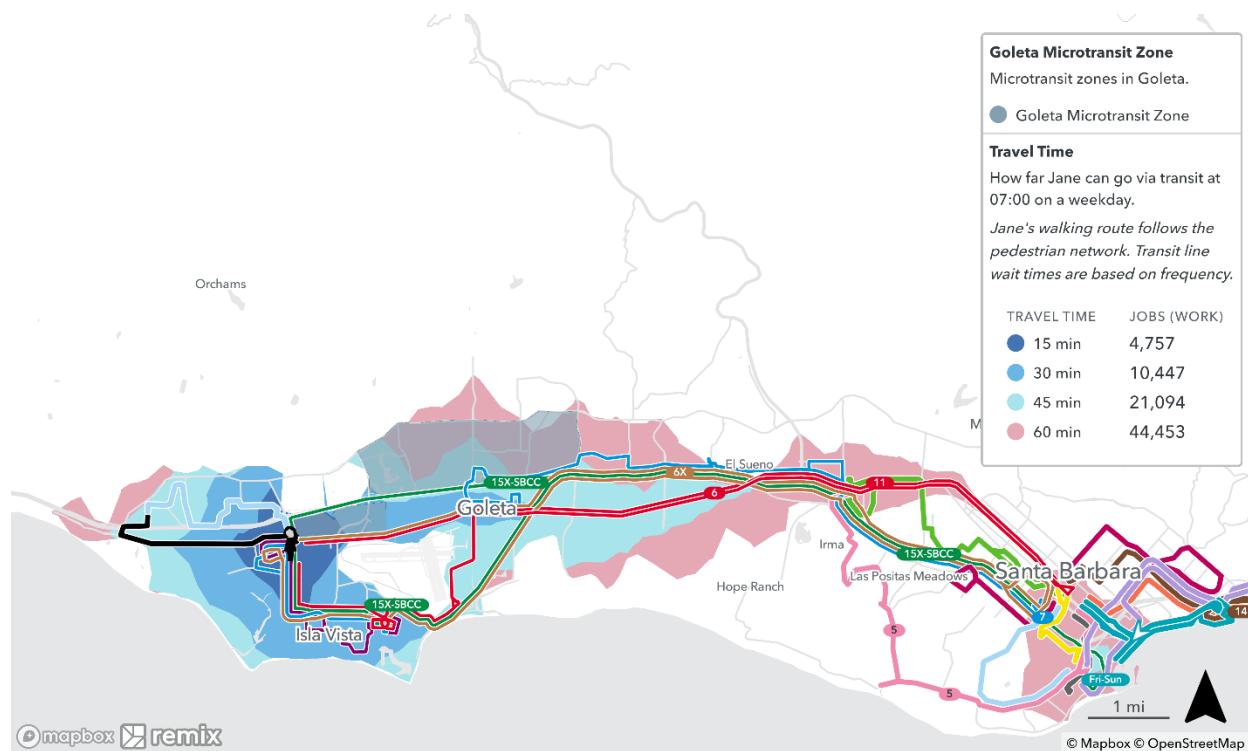 Goleta Microtransit Zone
Microtransit zones in Goleta.
Goleta Microtransit Zone
Travel Time
How far Jane can go via transit at
07:00 on a weekday.
Jane's walking route follows the
pedestrian network. Transit line
wait times are based on frequency.
TRAVEL TIME JOBS (WORK)
15 min 4,757
30 min 10,447
45 min 21,094
60 min 44,453
Orchams
M
El Sueno
6X
15X-SBCC
11
6
Goleta
Irma
15X-SBCC
Las Positas Meadows
Santa Barbara
Hope Ranch
15X-SBCC
7
14
Isla Vista
5
Fri-Sun
5
1 mi
mapbox remix
© Mapbox © OpenStreetMap